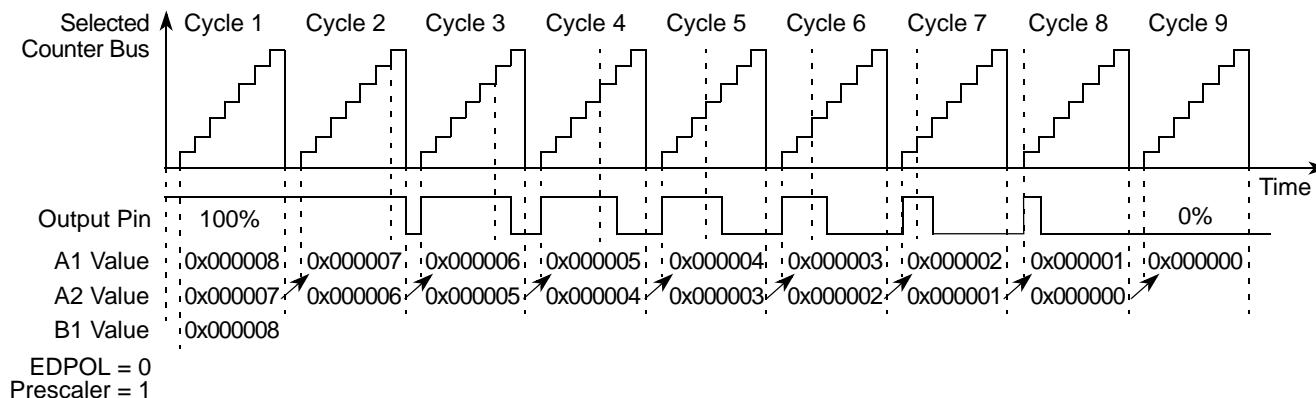 Selected Counter Bus
Cycle 1 Cycle 2 Cycle 3 Cycle 4 Cycle 5 Cycle 6 Cycle 7 Cycle 8 Cycle 9
Time
Output Pin 100% 0%
A1 Value 0x000008 0x000007 0x000006 0x000005 0x000004 0x000003 0x000002 0x000001 0x000000
A2 Value 0x000007 0x000006 0x000005 0x000004 0x000003 0x000002 0x000001 0x000000
B1 Value 0x000008
EDPOL = 0
Prescaler = 1